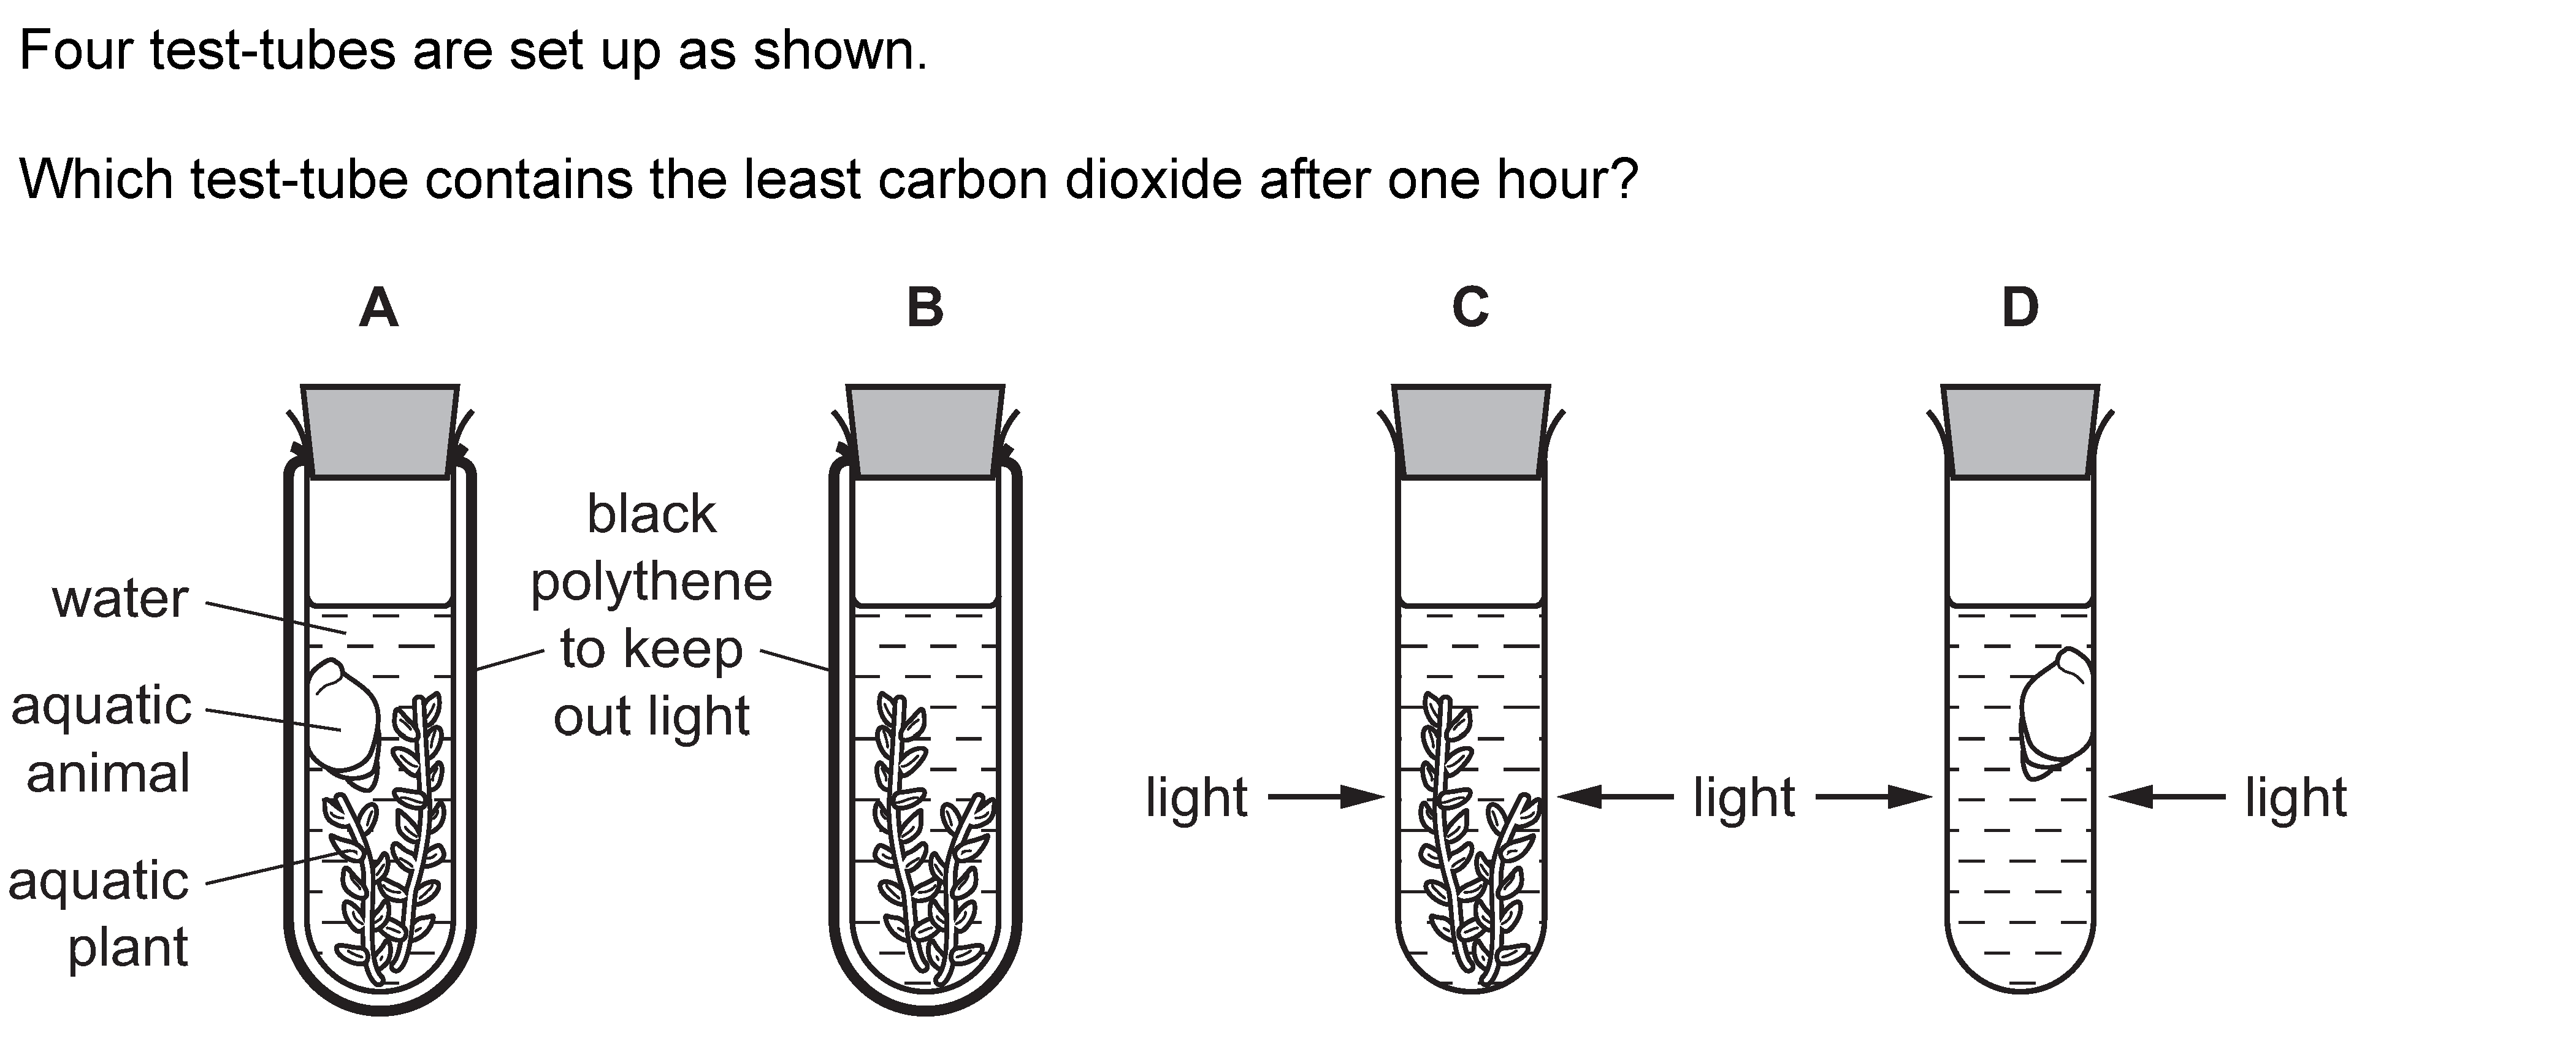 Four test-tubes are set up as shown.
Which test-tube contains the least carbon dioxide after one hour?
A
B
C
D
water
aquatic
animal
aquatic
plant
black
polythene
to keep
out light
light
light
light